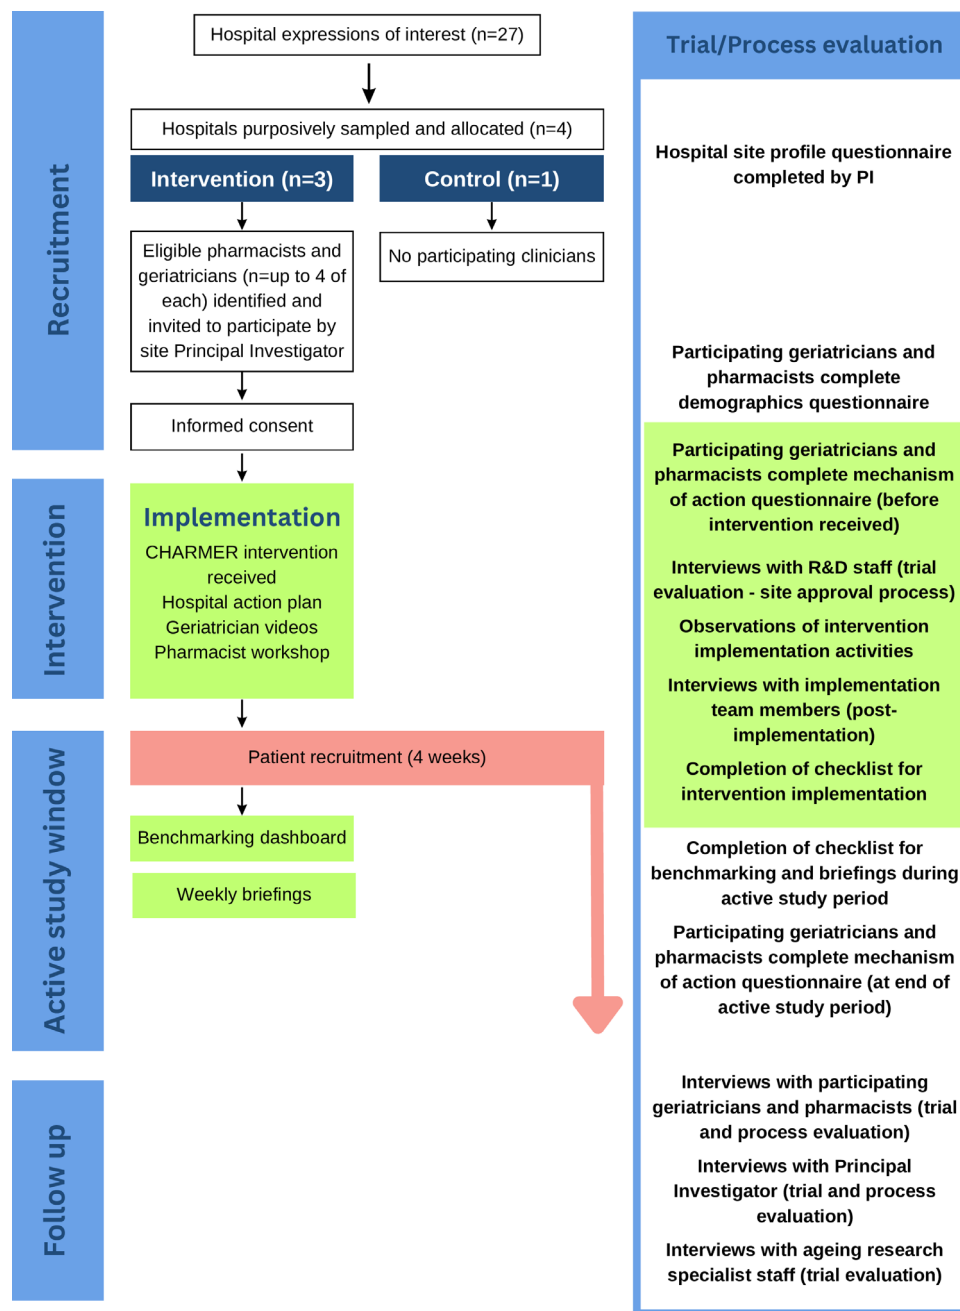 Hospital expressions of interest (n=27)
Hospitals purposively sampled and allocated (n=4)
Intervention (n=3)
Control (n=1)
Eligible pharmacists and
geriatricians (n=up to 4 of
each) identified and
invited to participate by
site Principal Investigator
No participating clinicians
Informed consent
Recruitment
Implementation
CHARMER intervention
received
Hospital action plan
Geriatrician videos
Pharmacist workshop
Intervention
Patient recruitment (4 weeks)
Benchmarking dashboard
Weekly briefings
Active study window
Follow up
Trial/Process evaluation
Hospital site profile questionnaire
completed by PI
Participating geriatricians and
pharmacists complete
demographics questionnaire
Participating geriatricians and
pharmacists complete mechanism
of action questionnaire (before
intervention received)
Interviews with R&D staff (trial
evaluation - site approval process)
Observations of intervention
implementation activities
Interviews with implementation
team members (post-
implementation)
Completion of checklist for
intervention implementation
Completion of checklist for
benchmarking and briefings during
active study period
Participating geriatricians and
pharmacists complete mechanism
of action questionnaire (at end of
active study period)
Interviews with participating
geriatricians and pharmacists (trial
and process evaluation)
Interviews with Principal
Investigator (trial and process
evaluation)
Interviews with ageing research
specialist staff (trial evaluation)